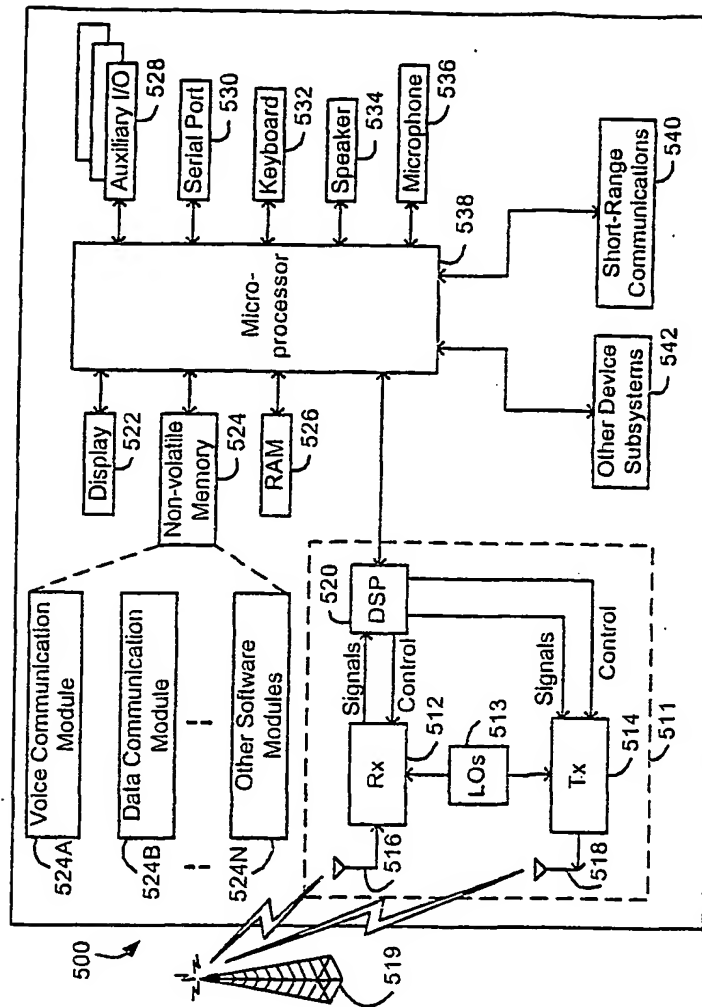 500
519
524A
Voice Communication
Module
524B
Data Communication
Module
524N
Other Software
Modules
Display
522
Non-volatile
Memory
524
RAM
526
Micro-
processor
538
Auxiliary I/O
528
Serial Port
530
Keyboard
532
Speaker
534
Microphone
536
Short-Range
Communications
540
Other Device
Subsystems
542
516
Rx
512
Signals
Control
520
DSP
LOs
513
Tx
514
518
Signals
Control
511